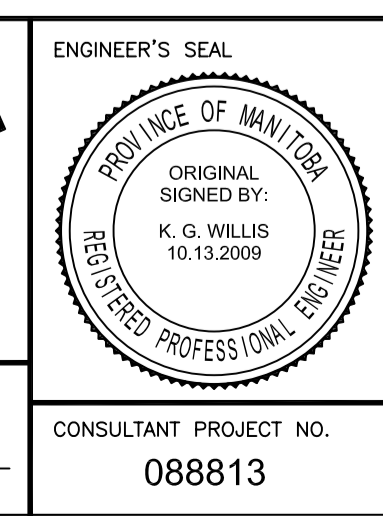 ENGINEER'S SEAL
PROVINCE OF MANITOBA
ORIGINAL
SIGNED BY:
K. G. WILLIS
10.13.2009
REGISTERED PROFESSIONAL ENGINEER
CONSULTANT PROJECT NO.
088813